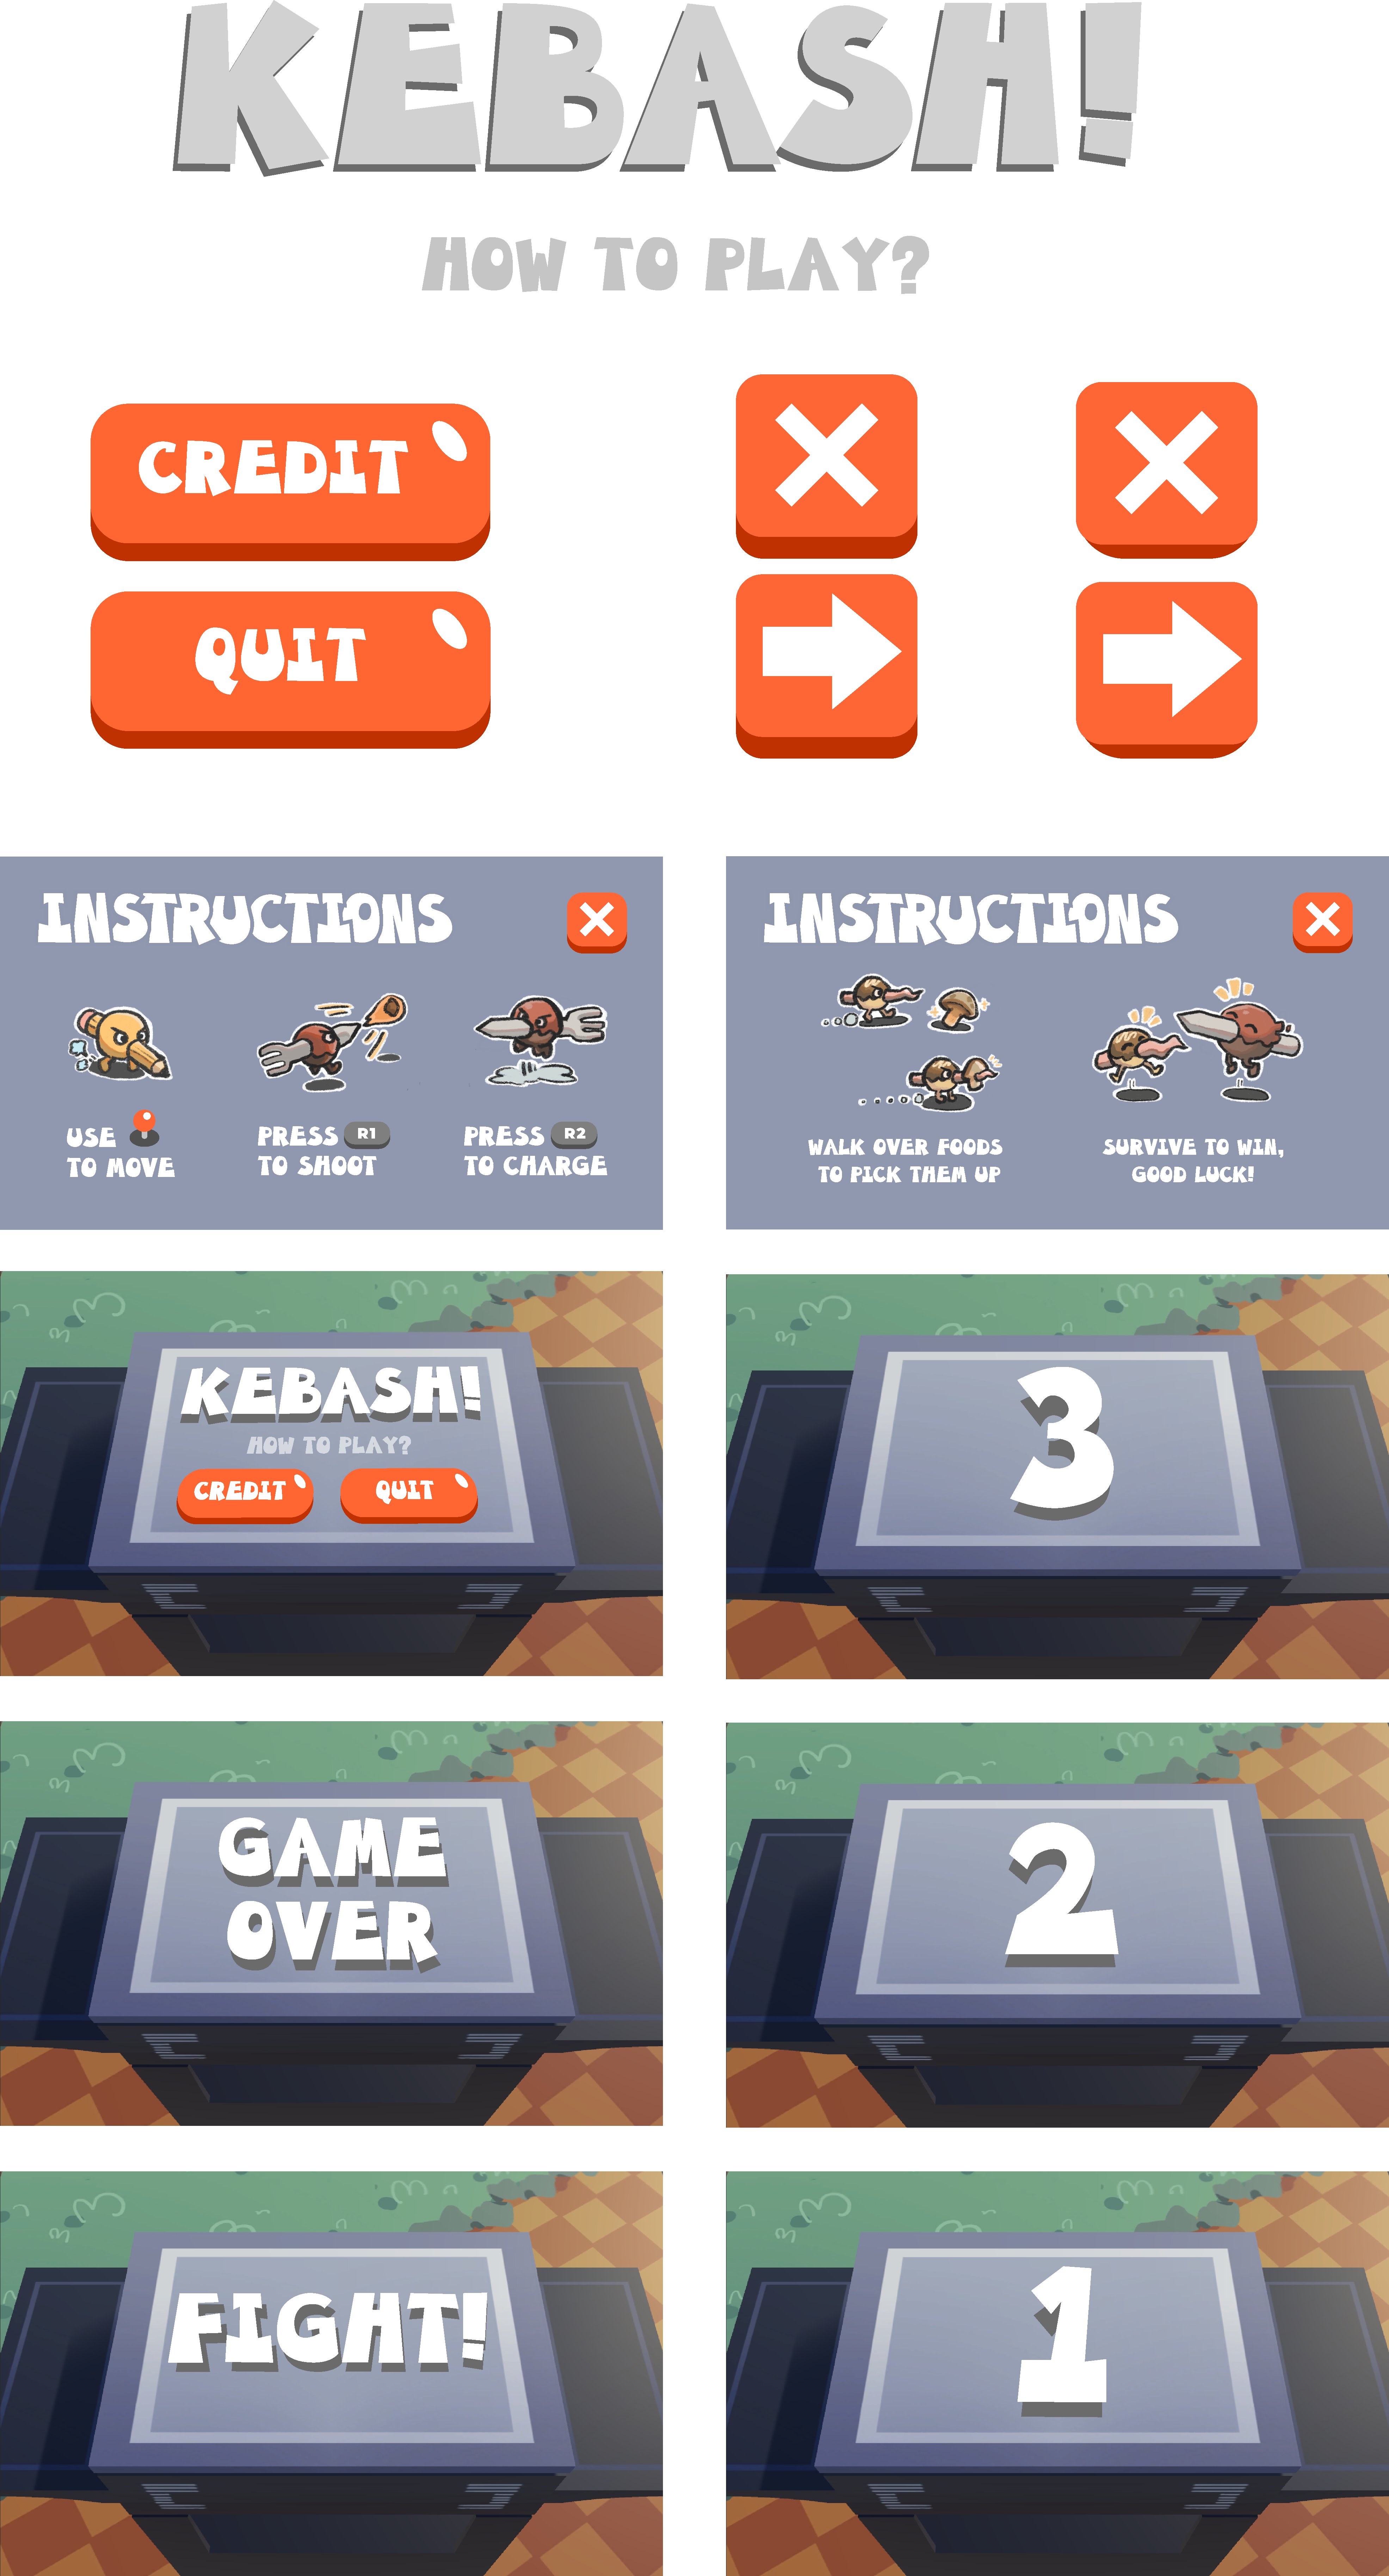 KEBASH!
HOW TO PLAY?
CREDIT
QUIT
INSTRUCTIONS
USE
TO MOVE
PRESS R1
TO SHOOT
PRESS R2
TO CHARGE
INSTRUCTIONS
WALK OVER FOODS
TO PICK THEM UP
SURVIVE TO WIN,
GOOD LUCK!
KEBASH!
HOW TO PLAY?
CREDIT
QUIT
3
GAME
OVER
2
FIGHT!
1